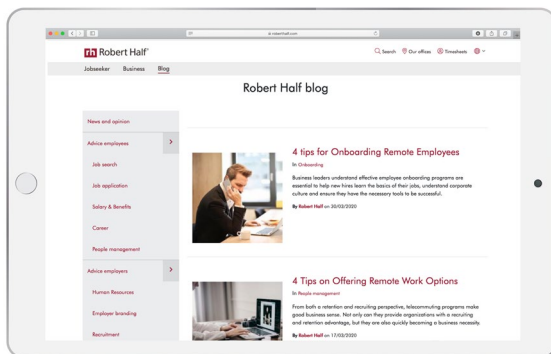 rh Robert Half®
Search Our offices Timesheets
Jobseeker Business Blog
Robert Half blog
News and opinion
Advice employees
Job search
Job application
Salary & Benefits
Career
People management
Advice employers
Human Resources
Employer branding
Recruitment
4 tips for Onboarding Remote Employees
In Onboarding
Business leaders understand effective employee onboarding programs are
essential to help new hires learn the basics of their jobs, understand corporate
culture and ensure they have the necessary tools to be successful.
By Robert Half on 30/03/2020
4 Tips on Offering Remote Work Options
In People management
From both a retention and recruiting perspective, telecommuting programs make
good business sense. Not only can they provide organizations with a recruiting
and retention advantage, but they are also quickly becoming a business necessity.
By Robert Half on 17/03/2020